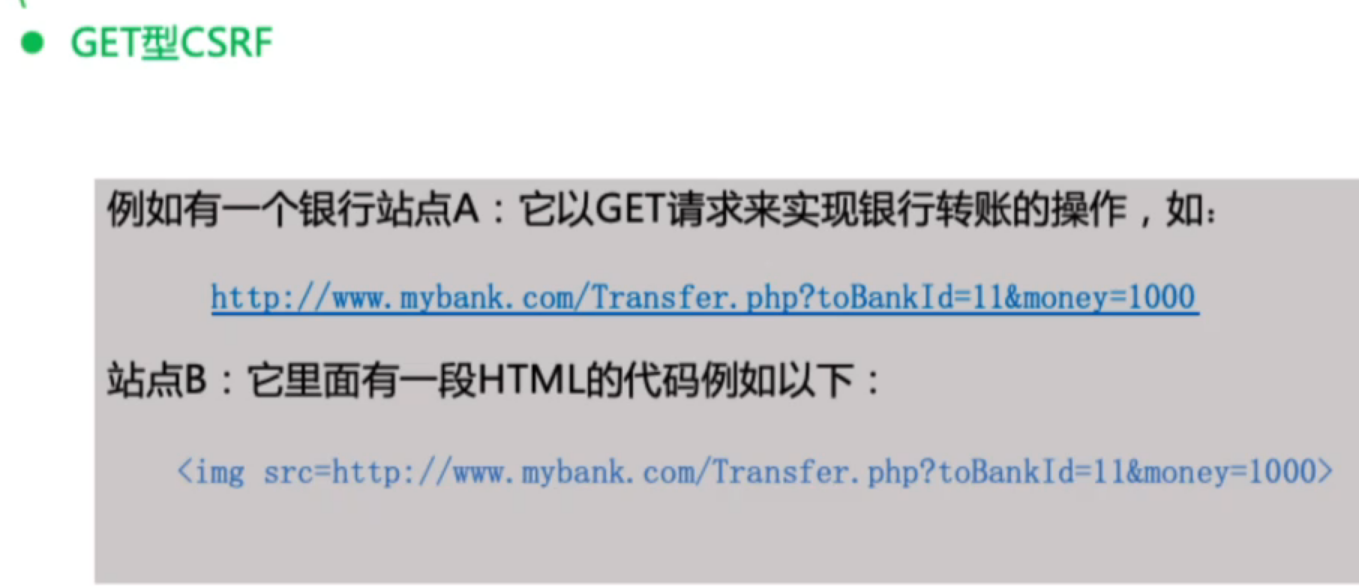 GET型CSRF
例如有一个银行站点A：它以GET请求来实现银行转账的操作，如：
http://www.mybank.com/Transfer.php?toBankId=11&money=1000
站点B：它里面有一段HTML的代码例如以下：
<img src=http://www.mybank.com/Transfer.php?toBankId=11&money=1000>